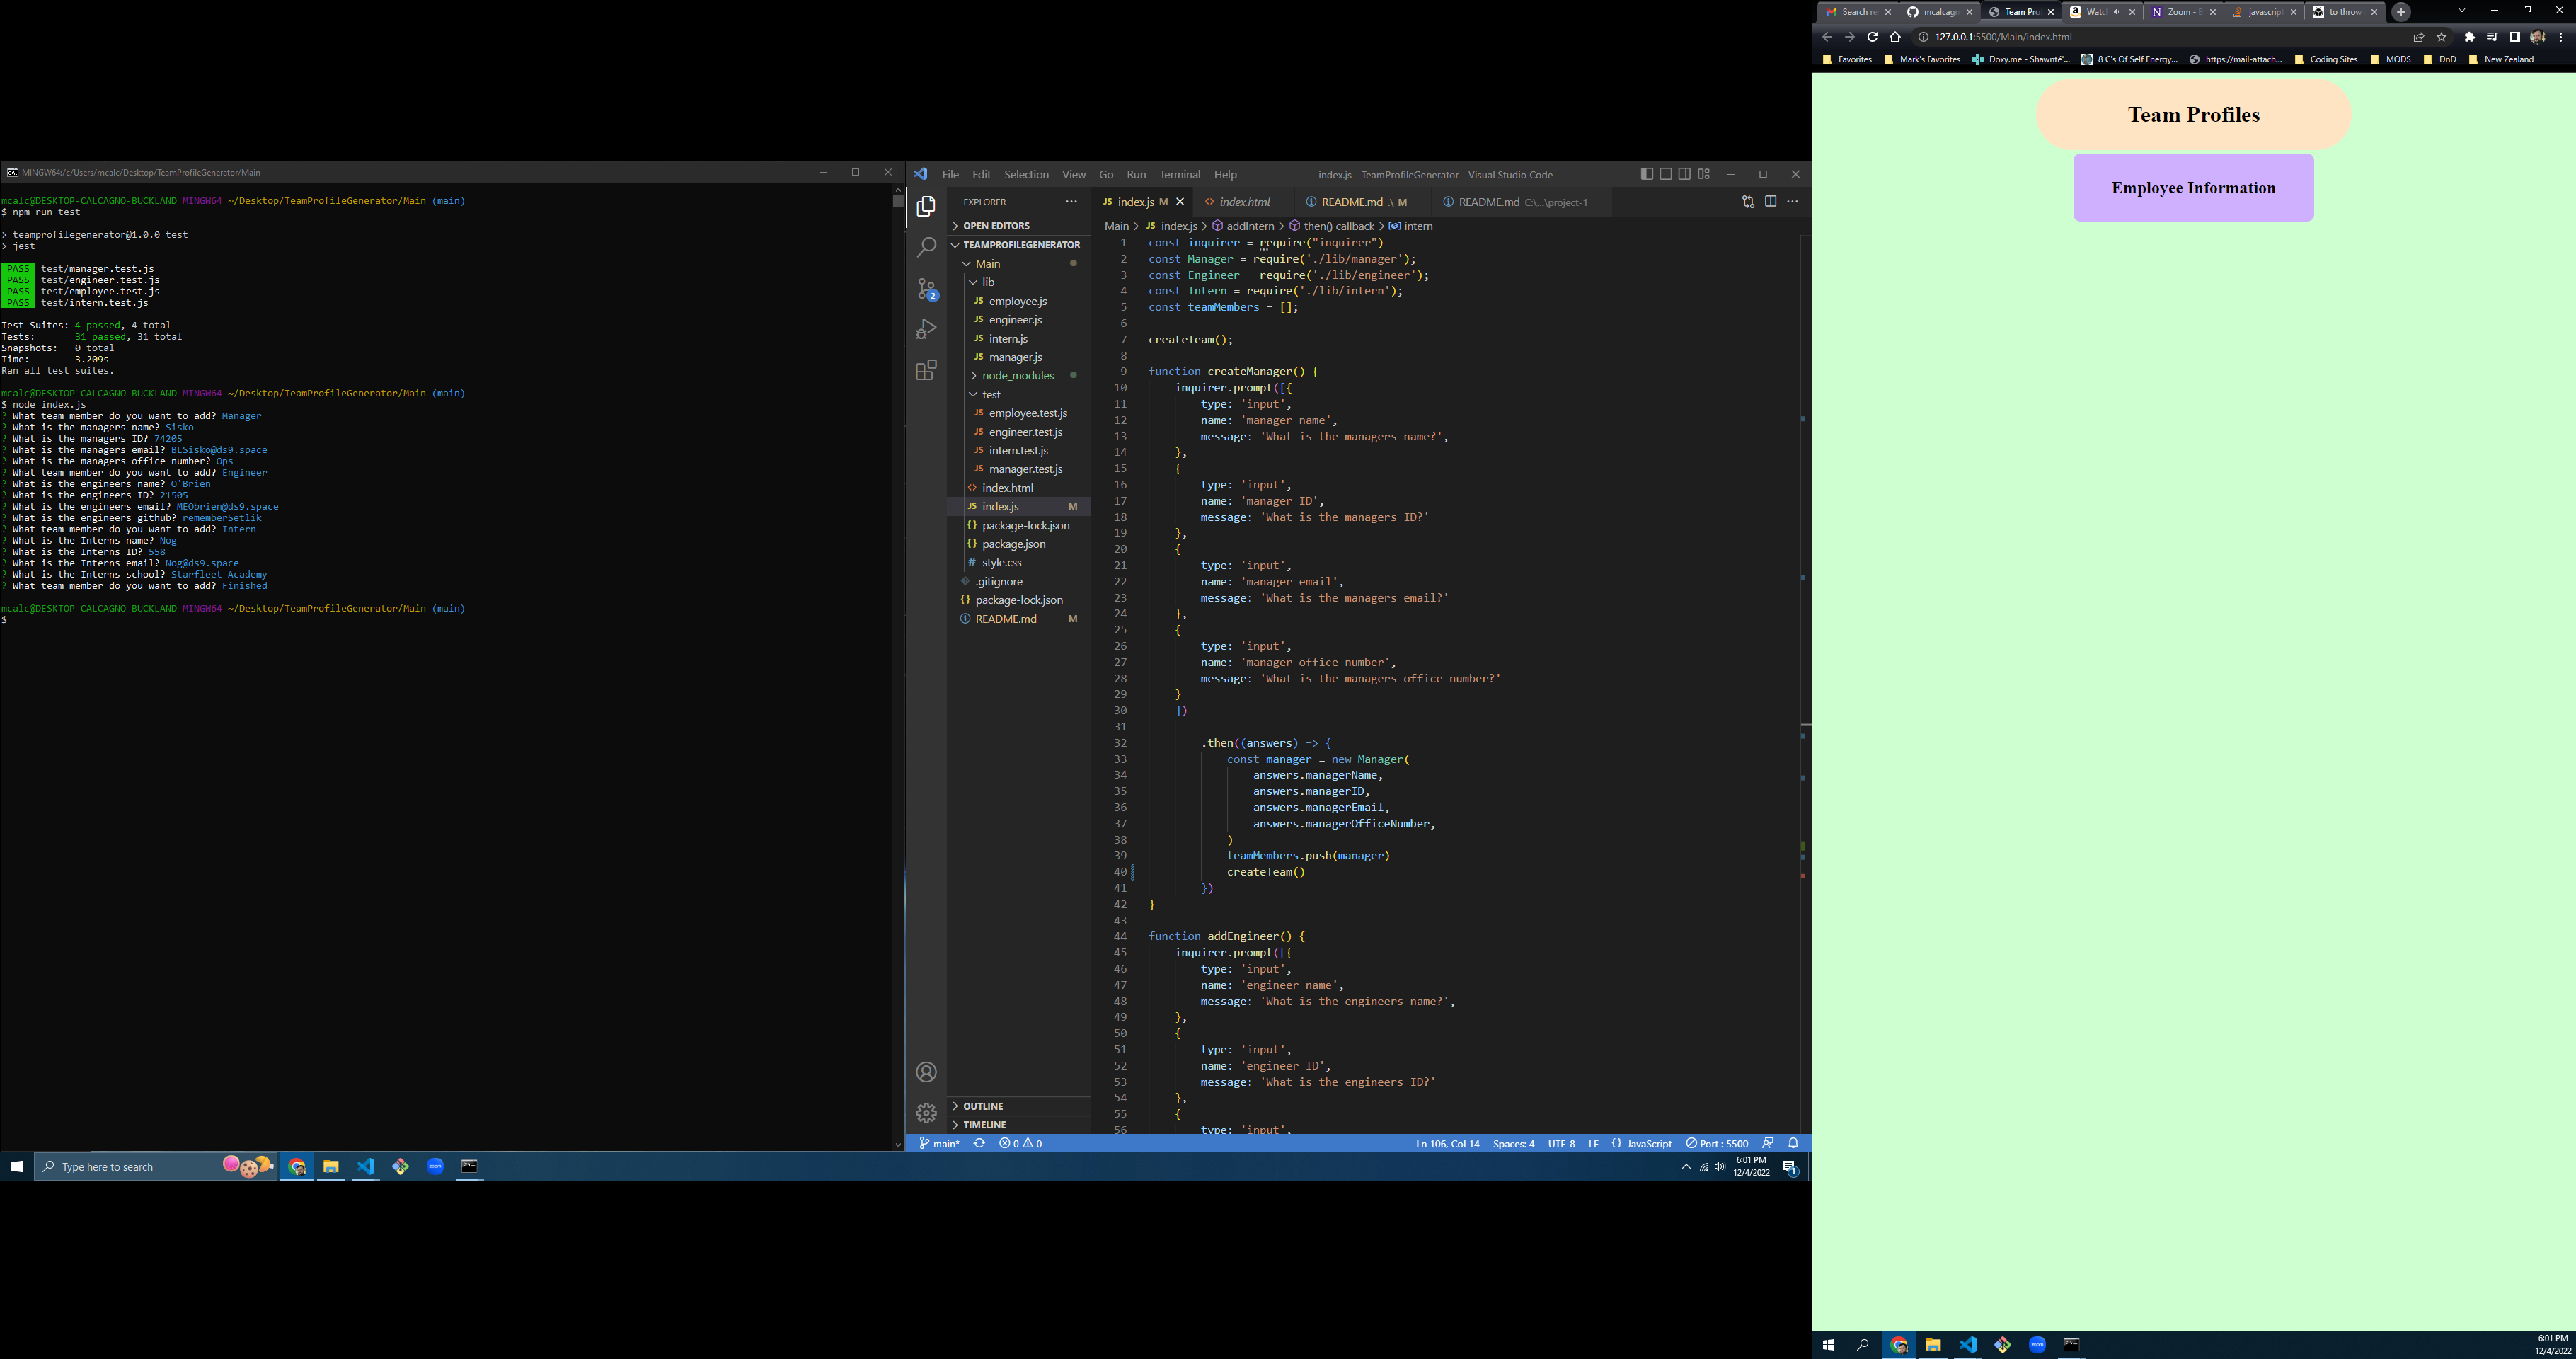 MINGW64:/c/Users/mcalc/Desktop/TeamProfileGenerator/Main
mcalc@DESKTOP-CALCAGNO-BUCKLAND MINGW64 ~/Desktop/TeamProfileGenerator/Main (main)
$ npm run test
> teamprofilegenerator@1.0.0 test
> jest
PASS test/manager.test.js
PASS test/engineer.test.js
PASS test/employee.test.js
PASS test/intern.test.js
Test Suites: 4 passed, 4 total
Tests: 31 passed, 31 total
Snapshots: 0 total
Time: 3.209s
Ran all test suites.
mcalc@DESKTOP-CALCAGNO-BUCKLAND MINGW64 ~/Desktop/TeamProfileGenerator/Main (main)
$ node index.js
? What team member do you want to add? Manager
? What is the managers name? Sisko
? What is the managers ID? 74205
? What is the managers email? BLSisko@ds9.space
? What is the managers office number? Ops
? What team member do you want to add? Engineer
? What is the engineers name? O'Brien
? What is the engineers ID? 21505
? What is the engineers email? MEObrien@ds9.space
? What is the engineers github? rememberSetlik
? What team member do you want to add? Intern
? What is the Interns name? Nog
? What is the Interns ID? 558
? What is the Interns email? Nog@ds9.space
? What is the Interns school? Starfleet Academy
? What team member do you want to add? Finished
mcalc@DESKTOP-CALCAGNO-BUCKLAND MINGW64 ~/Desktop/TeamProfileGenerator/Main (main)
$
File Edit Selection View Go Run Terminal Help index.js - TeamProfileGenerator - Visual Studio Code
EXPLORER
OPEN EDITORS
TEAMPROFILEGENERATOR
Main
lib
JS employee.js
JS engineer.js
JS intern.js
JS manager.js
node_modules
test
JS employee.test.js
JS engineer.test.js
JS intern.test.js
JS manager.test.js
index.html
JS index.js M
package-lock.json
package.json
# style.css
.gitignore
package-lock.json
README.md M
OUTLINE
TIMELINE
2
JS index.js M index.html README.md .\ M README.md C:\...\project-1
Main > JS index.js > addIntern > then() callback > intern
1 const inquirer = require("inquirer")
2 const Manager = require('./lib/manager');
3 const Engineer = require('./lib/engineer');
4 const Intern = require('./lib/intern');
5 const teamMembers = [];
6
7 createTeam();
8
9 function createManager() {
10 inquirer.prompt([{
11 type: 'input',
12 name: 'manager name',
13 message: 'What is the managers name?',
14 },
15 {
16 type: 'input',
17 name: 'manager ID',
18 message: 'What is the managers ID?'
19 },
20 {
21 type: 'input',
22 name: 'manager email',
23 message: 'What is the managers email?'
24 },
25 {
26 type: 'input',
27 name: 'manager office number',
28 message: 'What is the managers office number?'
29 }
30 ])
31
32 .then((answers) => {
33 const manager = new Manager(
34 answers.managerName,
35 answers.managerID,
36 answers.managerEmail,
37 answers.managerOfficeNumber,
38 )
39 teamMembers.push(manager)
40 createTeam()
41 })
42 }
43
44 function addEngineer() {
45 inquirer.prompt([{
46 type: 'input',
47 name: 'engineer name',
48 message: 'What is the engineers name?',
49 },
50 {
51 type: 'input',
52 name: 'engineer ID',
53 message: 'What is the engineers ID?'
54 },
55 {
56 type: 'input',
main* 0 0 Ln 106, Col 14 Spaces: 4 UTF-8 LF {} JavaScript Port : 5500
Type here to search
zoom
6:01 PM
12/4/2022
1
Search re mcalcag Team Pro Watc Zoom - javascrip to throw
127.0.0.1:5500/Main/index.html
Favorites Mark's Favorites Doxy.me - Shawnté'... 8 C's Of Self Energy... https://mail-attach... Coding Sites MODS DnD New Zealand
Team Profiles
Employee Information
zoom
6:01 PM
12/4/2022